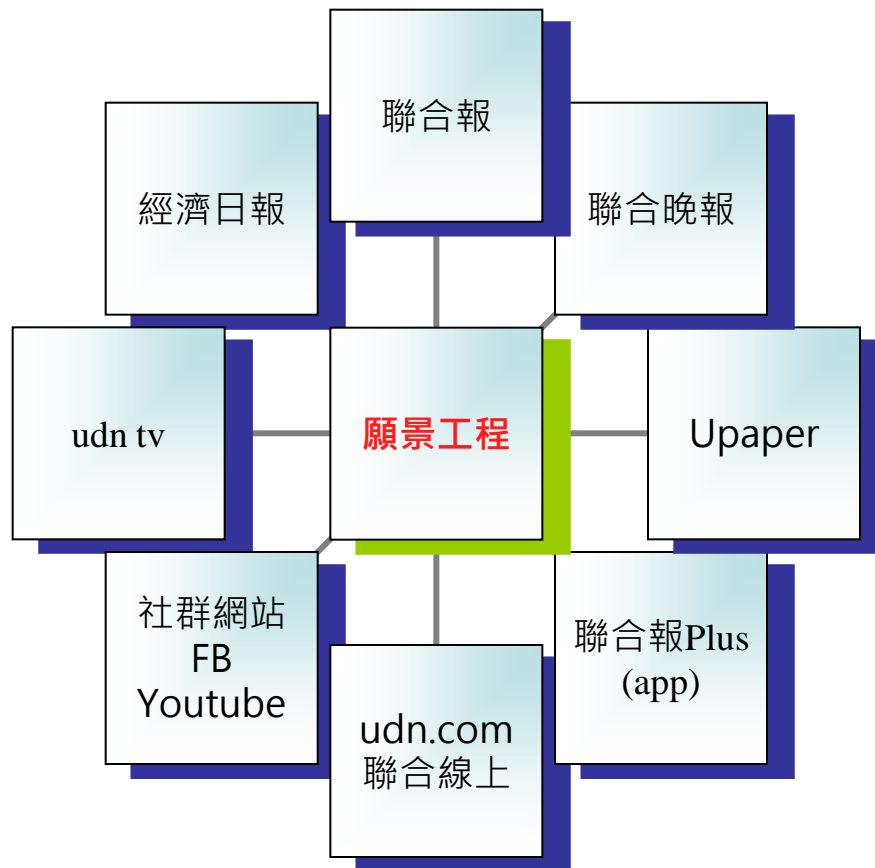 聯合報
經濟日報
聯合晚報
udn tv
願景工程
Upaper
社群網站
FB
Youtube
聯合報Plus
(app)
udn.com
聯合線上